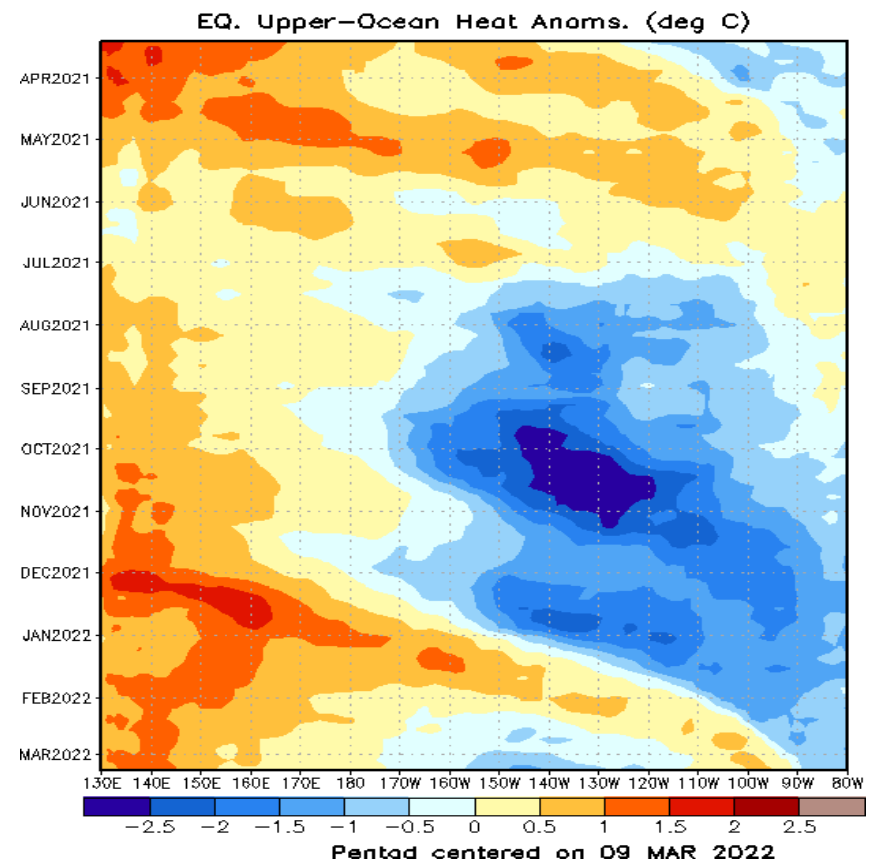 EQ. Upper-Ocean Heat Anoms. (deg C)
APR2021
MAY2021
JUN2021
JUL2021
AUG2021
SEP2021
OCT2021
NOV2021
DEC2021
JAN2022
FEB2022
MAR2022
130E 140E 150E 160E 170E 180 170W 160W 150W 140W 130W 120W 110W 100W 90W 80W
-2.5 -2 -1.5 -1 -0.5 0 0.5 1 1.5 2 2.5
Pentad centered on 09 MAR 2022